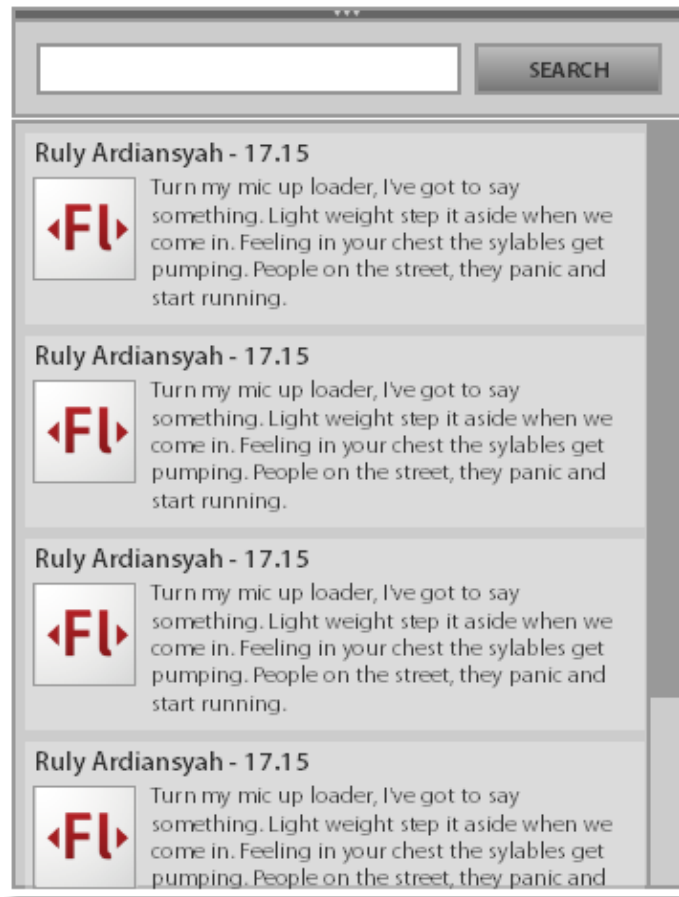 SEARCH
Ruly Ardiansyah - 17.15
Turn my mic up loader, I've got to say
something. Light weight step it aside when we
come in. Feeling in your chest the sylables get
pumping. People on the street, they panic and
start running.
Fl
Ruly Ardiansyah - 17.15
Turn my mic up loader, I've got to say
something. Light weight step it aside when we
come in. Feeling in your chest the sylables get
pumping. People on the street, they panic and
start running.
Fl
Ruly Ardiansyah - 17.15
Turn my mic up loader, I've got to say
something. Light weight step it aside when we
come in. Feeling in your chest the sylables get
pumping. People on the street, they panic and
start running.
Fl
Ruly Ardiansyah - 17.15
Turn my mic up loader, I've got to say
something. Light weight step it aside when we
come in. Feeling in your chest the sylables get
pumping. People on the street, they panic and
Fl